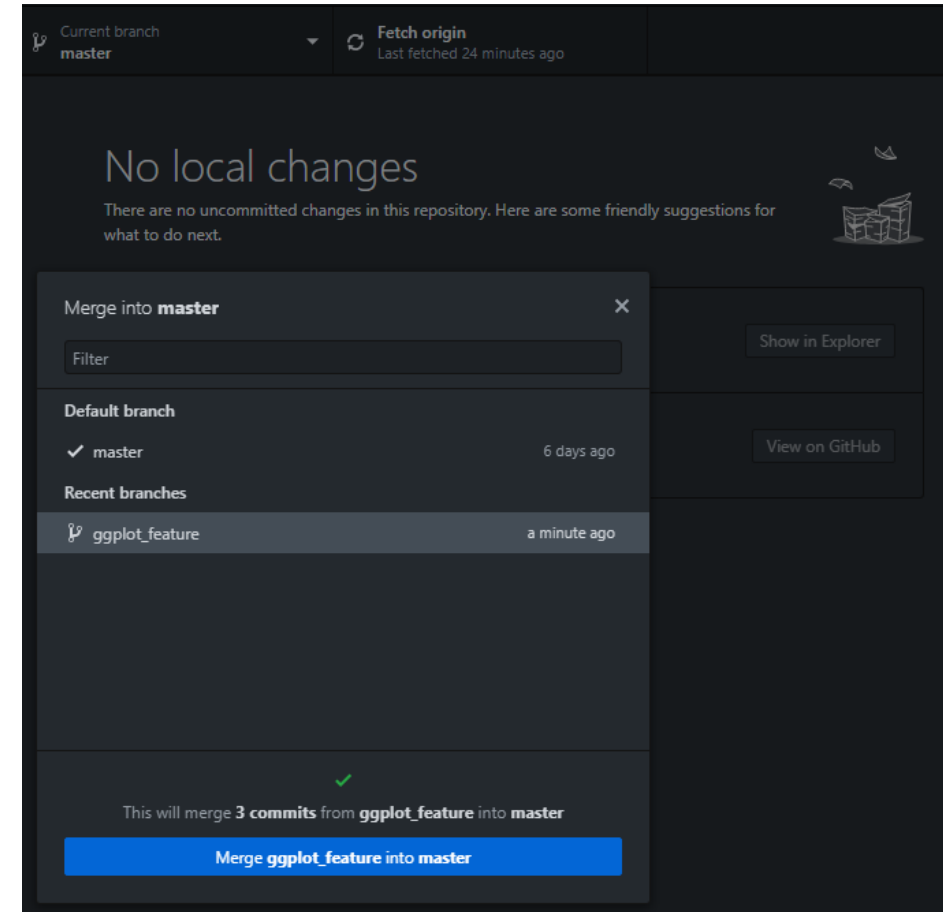 Current branch
master
Fetch origin
Last fetched 24 minutes ago
No local changes
There are no uncommitted changes in this repository. Here are some friendly suggestions for
what to do next.
Merge into master
Filter
Show in Explorer
Default branch
master 6 days ago
View on GitHub
Recent branches
ggplot_feature a minute ago
This will merge 3 commits from ggplot_feature into master
Merge ggplot_feature into master